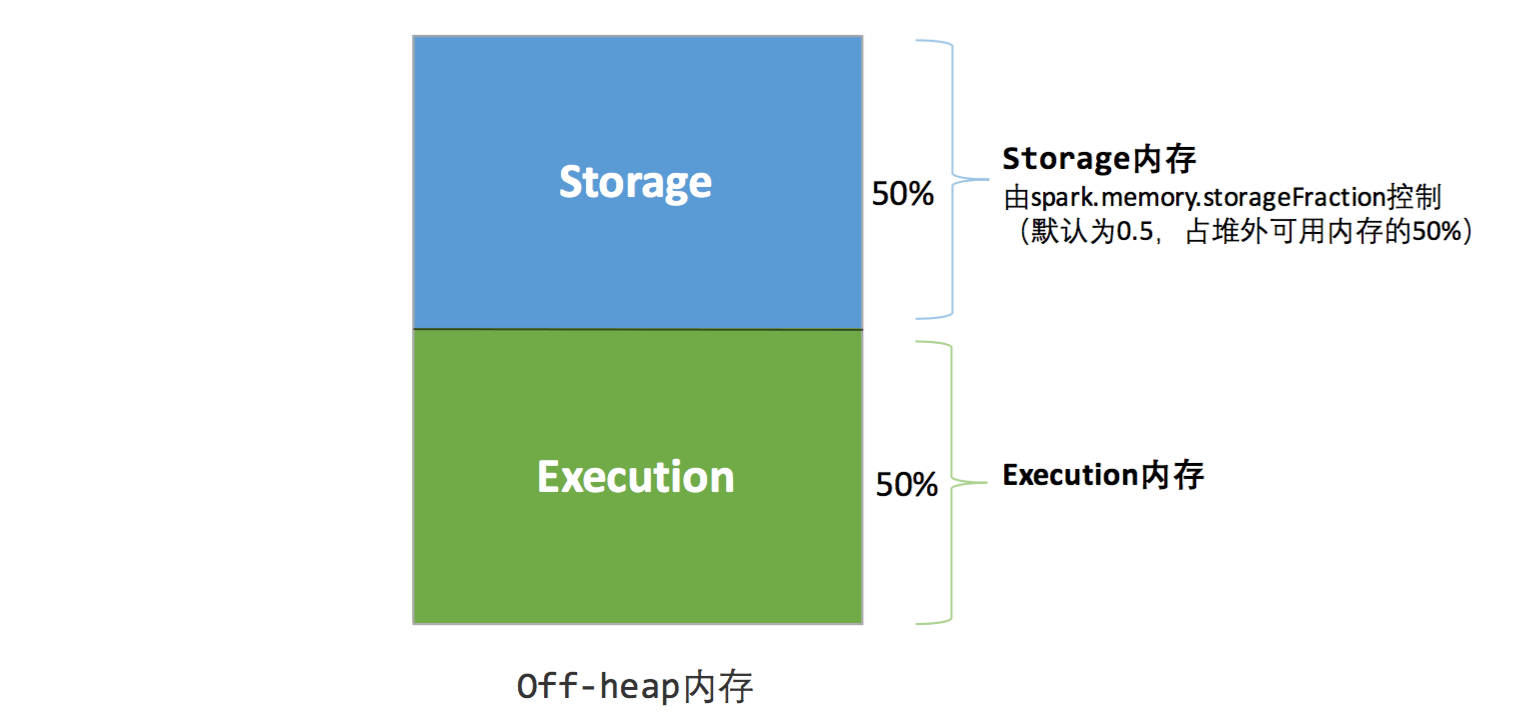 Storage
50%
Storage内存
由spark.memory.storageFraction控制
（默认为0.5，占堆外可用内存的50%）
Execution
50%
Execution内存
Off-heap内存